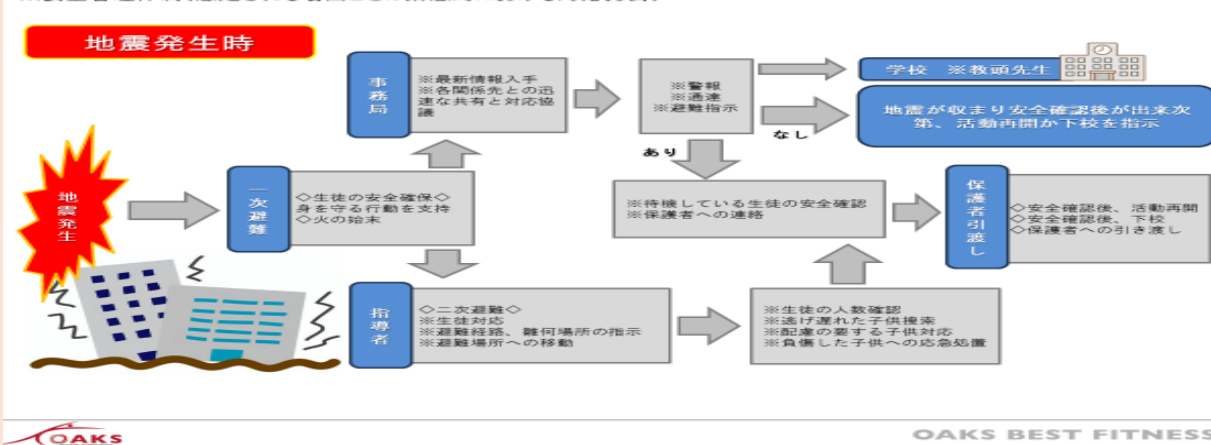 地震発生時
地震
発生
一次避難
◇生徒の安全確保◇
身を守る行動を支持
◇火の始末
事務局
※最新情報入手
※各関係先との迅
速な共有と対応協
議
※警報
※通達
※避難指示
学校 ※教頭先生
なし
地震が収まり安全確認後が出来次
第、活動再開か下校を指示
あり
※待機している生徒の安全確認
※保護者への連絡
保護者引渡し
◇安全確認後、活動再開
◇安全確認後、下校
◇保護者への引き渡し
指導者
◇二次避難◇
※生徒対応
※避難経路、難何場所の指示
※避難場所への移動
※生徒の人数確認
※逃げ遅れた子供捜索
※配慮の要する子供対応
※負傷した子供への応急処置
OAKS
OAKS BEST FITNESS